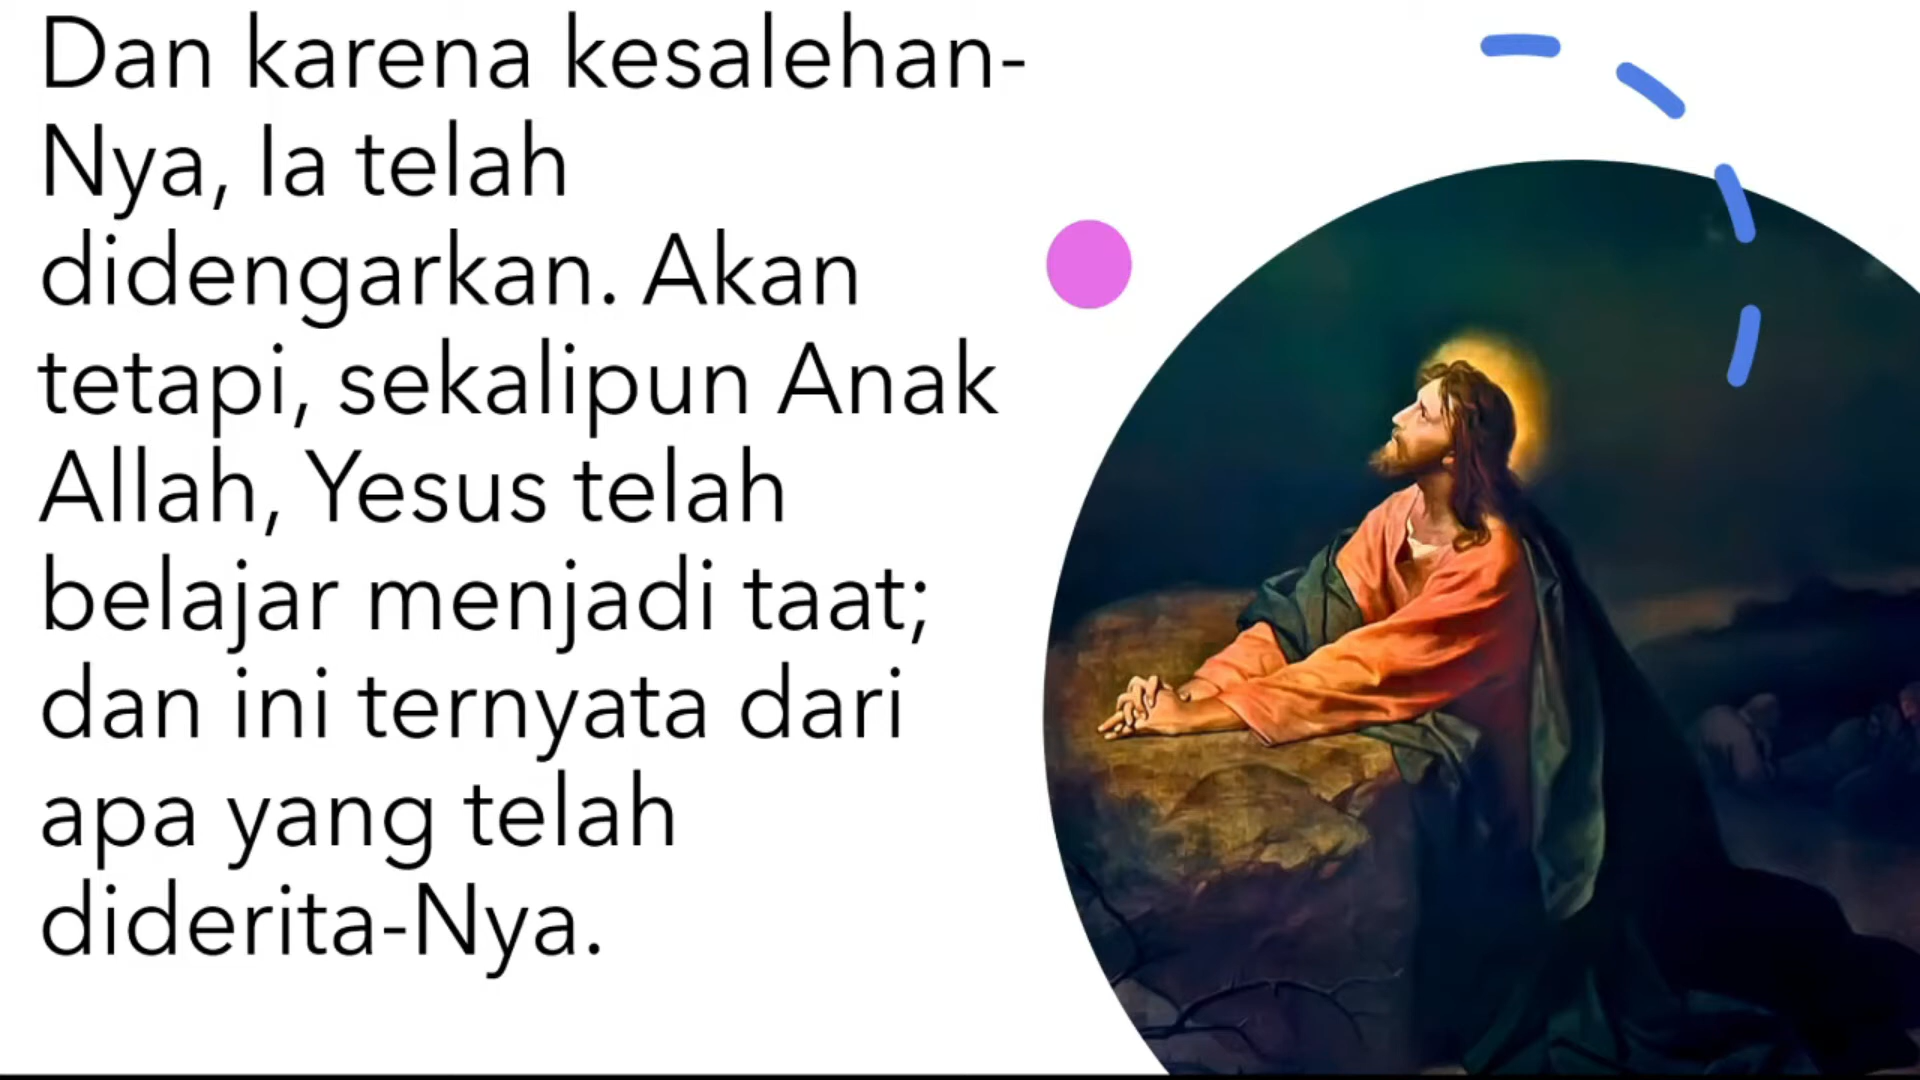 Dan karena kesalehan-
Nya, Ia telah
didengarkan. Akan
tetapi, sekalipun Anak
Allah, Yesus telah
belajar menjadi taat;
dan ini ternyata dari
apa yang telah
diderita-Nya.